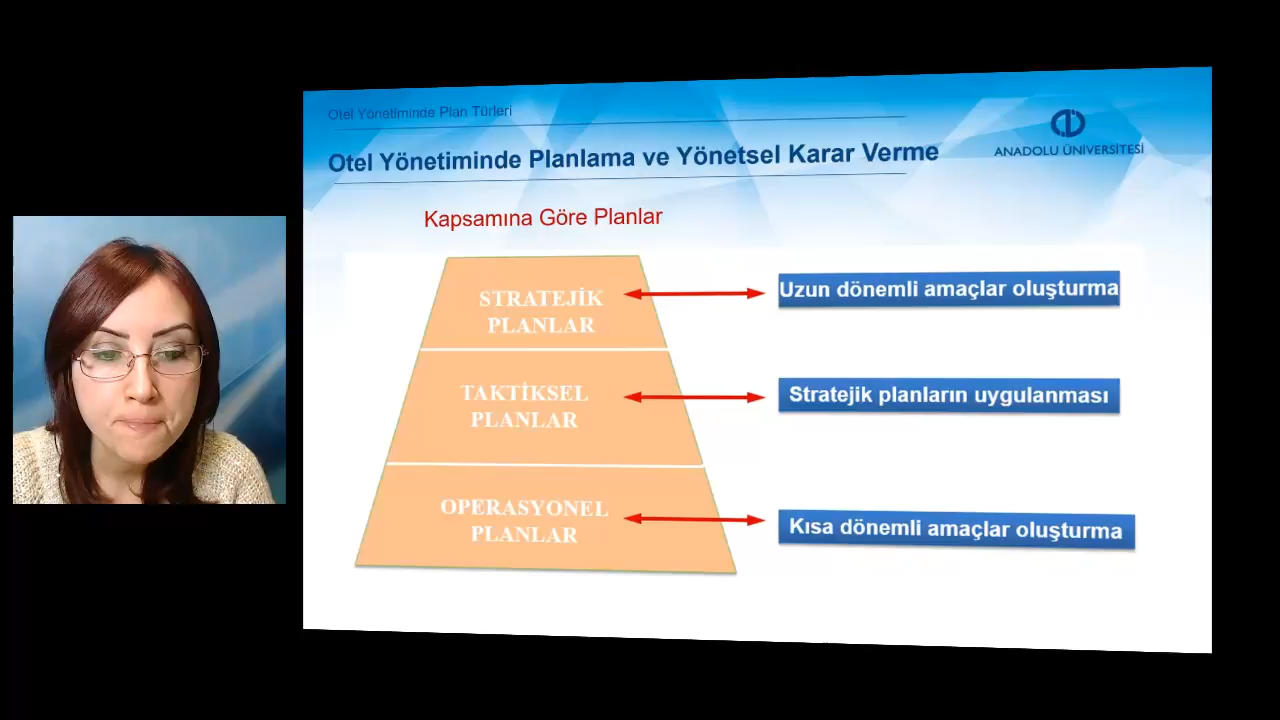 Otel Yönetiminde Plan Türleri
Otel Yönetiminde Planlama ve Yönetsel Karar Verme
ANADOLU ÜNİVERSİTESİ
Kapsamına Göre Planlar
STRATEJİK
PLANLAR
Uzun dönemli amaçlar oluşturma
TAKTİKSEL
PLANLAR
Stratejik planların uygulanması
OPERASYONEL
PLANLAR
Kısa dönemli amaçlar oluşturma